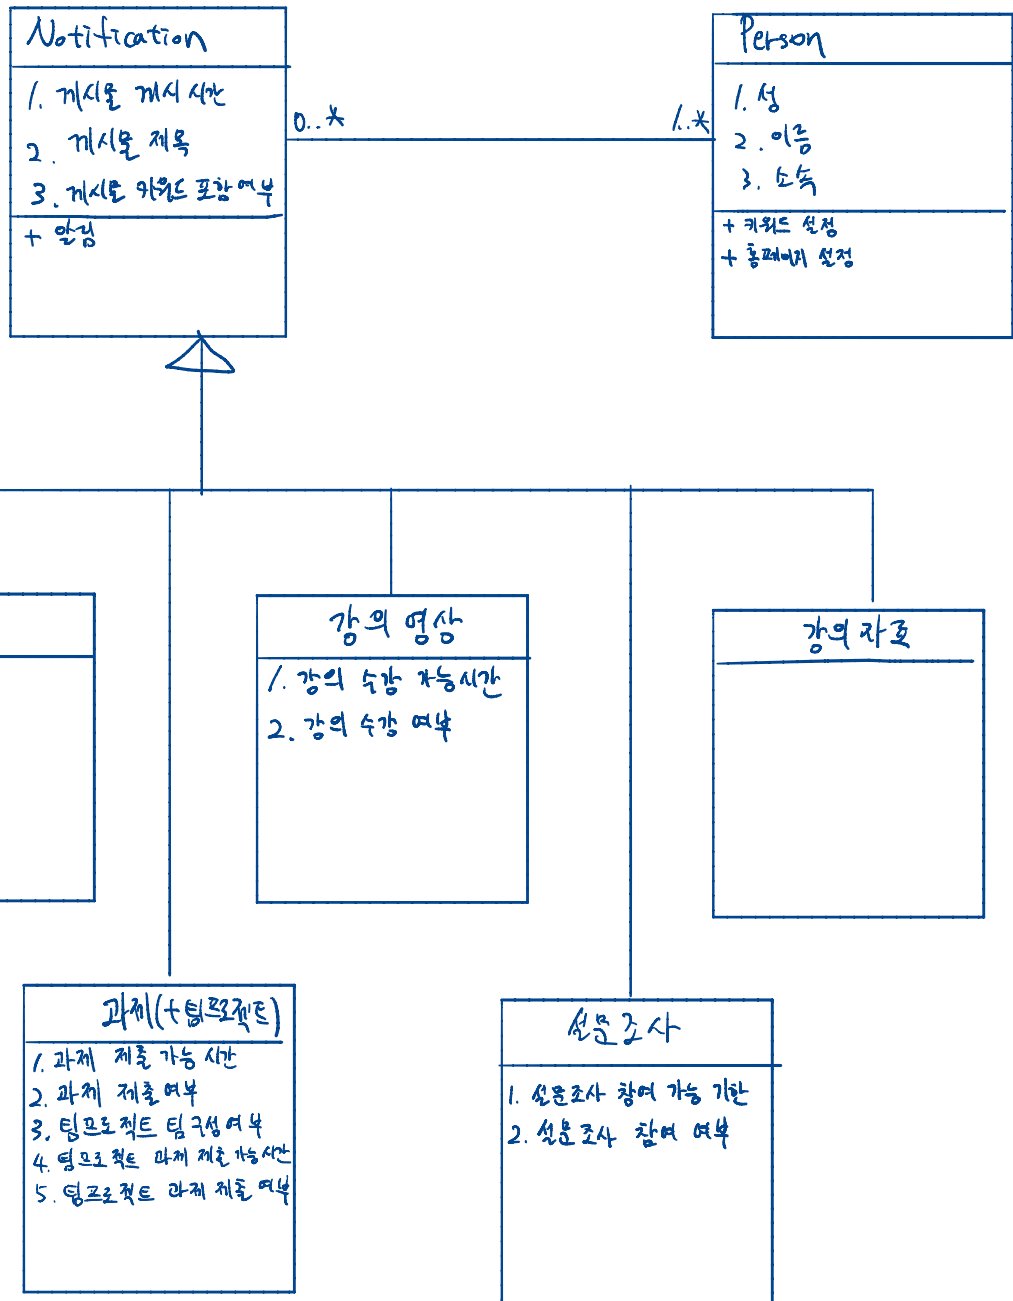 Notification
1. 게시물 게시 시간
2. 게시물 제목
3. 게시물 키워드 포함 여부
+ 알림
0..*
1..*
Person
1. 성
2. 이름
3. 소속
+ 키워드 설정
+ 홈페이지 설정
강의 영상
1. 강의 수강 가능 시간
2. 강의 수강 여부
강의 자료
과제(+팀프로젝트)
1. 과제 제출 가능 시간
2. 과제 제출 여부
3. 팀프로젝트 팀 구성 여부
4. 팀프로젝트 과제 제출 가능 시간
5. 팀프로젝트 과제 제출 여부
설문조사
1. 설문조사 참여 가능 기한
2. 설문조사 참여 여부